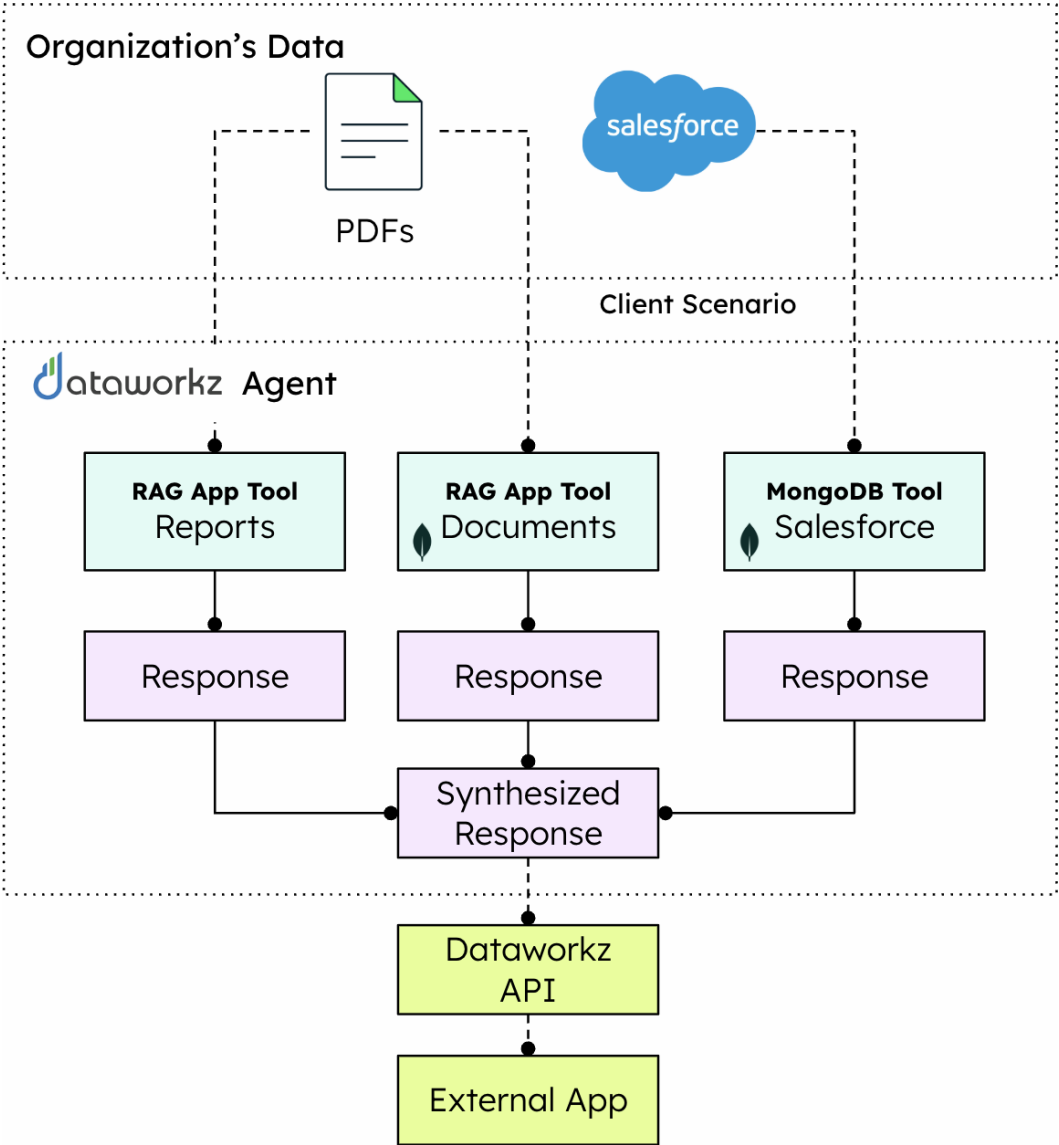 Organization’s Data
salesforce
PDFs
Client Scenario
dataworkz Agent
RAG App Tool
Reports
RAG App Tool
Documents
MongoDB Tool
Salesforce
Response
Response
Response
Synthesized
Response
Dataworkz
API
External App